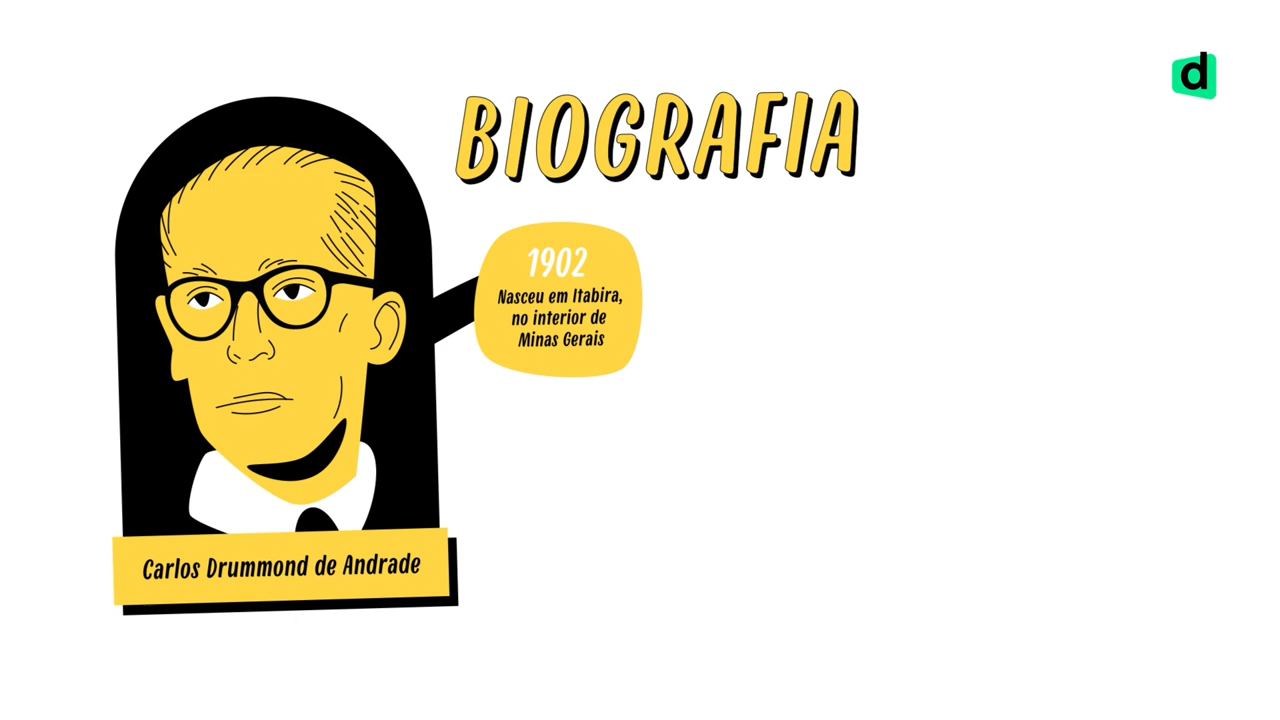 BIOGRAFIA
d
1902
Nasceu em Itabira,
no interior de
Minas Gerais
Carlos Drummond de Andrade